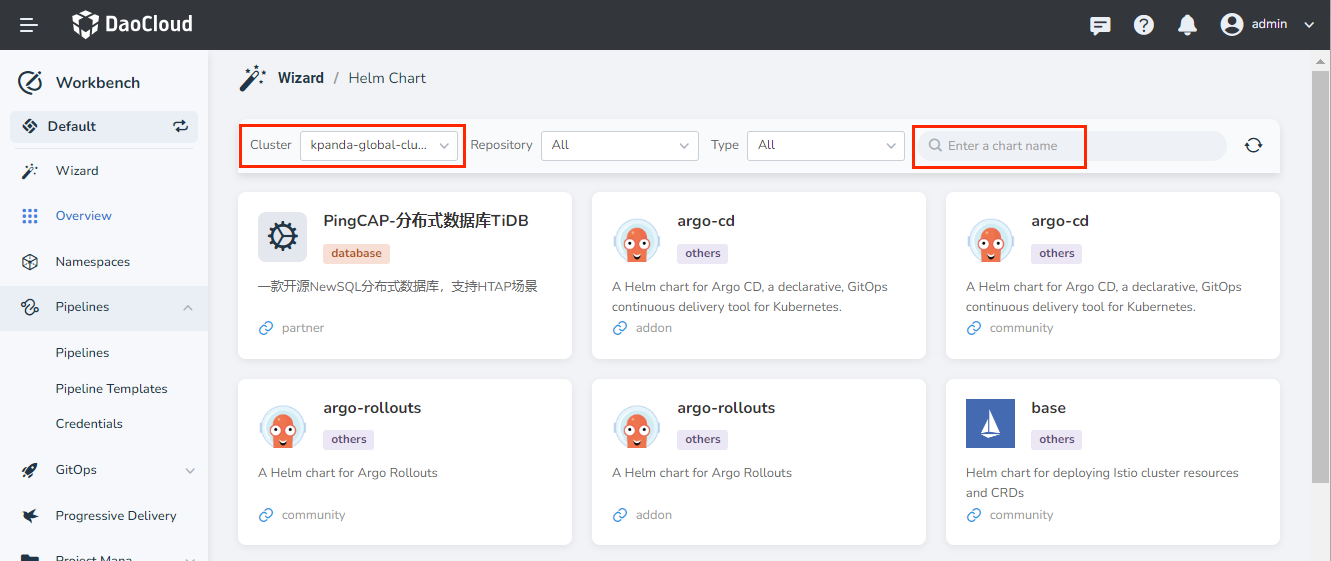 DaoCloud
admin
Workbench
Default
Wizard
Overview
Namespaces
Pipelines
Pipelines
Pipeline Templates
Credentials
GitOps
Progressive Delivery
Project Mana
Wizard / Helm Chart
Cluster kpanda-global-clu... Repository All Type All Enter a chart name
PingCAP-分布式数据库TiDB
database
一款开源NewSQL分布式数据库，支持HTAP场景
partner
argo-cd
others
A Helm chart for Argo CD, a declarative, GitOps
continuous delivery tool for Kubernetes.
addon
argo-cd
others
A Helm chart for Argo CD, a declarative, GitOps
continuous delivery tool for Kubernetes.
community
argo-rollouts
others
A Helm chart for Argo Rollouts
community
argo-rollouts
others
A Helm chart for Argo Rollouts
addon
base
others
Helm chart for deploying Istio cluster resources
and CRDs
community